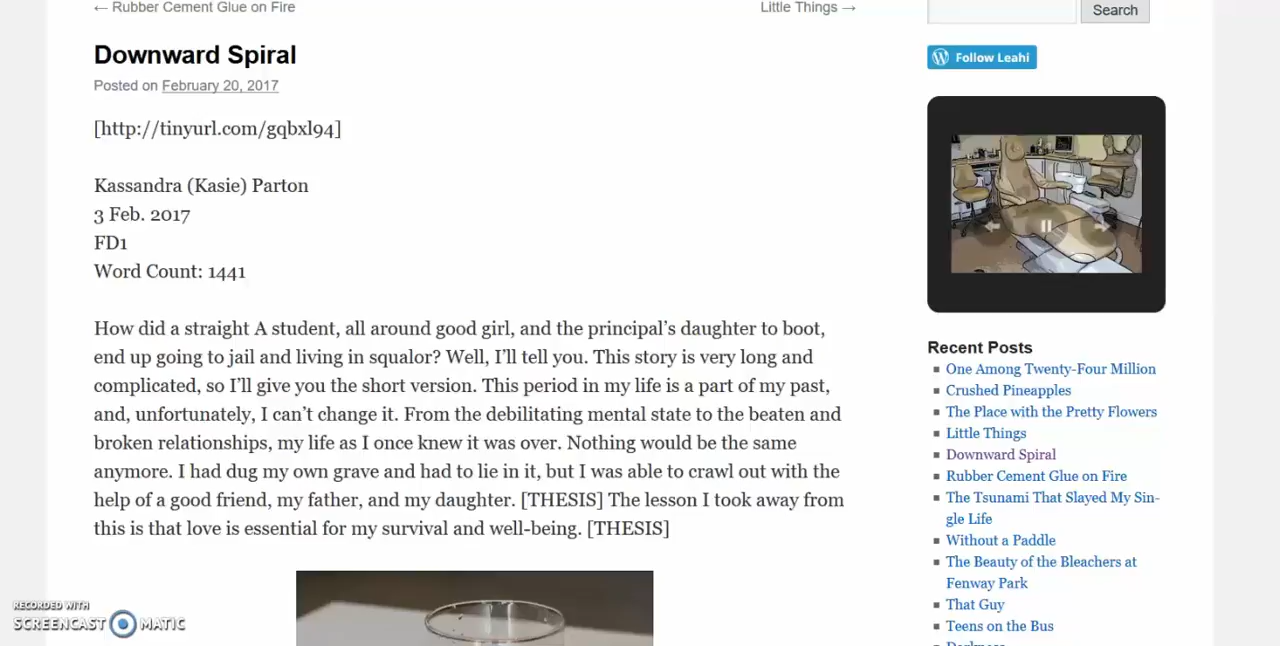 ← Rubber Cement Glue on Fire
Little Things →
Search
Downward Spiral
Posted on February 20, 2017
[http://tinyurl.com/gqbxl94]
Kassandra (Kasie) Parton
3 Feb. 2017
FD1
Word Count: 1441
How did a straight A student, all around good girl, and the principal's daughter to boot,
end up going to jail and living in squalor? Well, I'll tell you. This story is very long and
complicated, so I'll give you the short version. This period in my life is a part of my past,
and, unfortunately, I can't change it. From the debilitating mental state to the beaten and
broken relationships, my life as I once knew it was over. Nothing would be the same
anymore. I had dug my own grave and had to lie in it, but I was able to crawl out with the
help of a good friend, my father, and my daughter. [THESIS] The lesson I took away from
this is that love is essential for my survival and well-being. [THESIS]
Follow Leahi
Recent Posts
One Among Twenty-Four Million
Crushed Pineapples
The Place with the Pretty Flowers
Little Things
Downward Spiral
Rubber Cement Glue on Fire
The Tsunami That Slayed My Sin-
gle Life
Without a Paddle
The Beauty of the Bleachers at
Fenway Park
That Guy
Teens on the Bus
RECORDED WITH
SCREENCAST MATIC